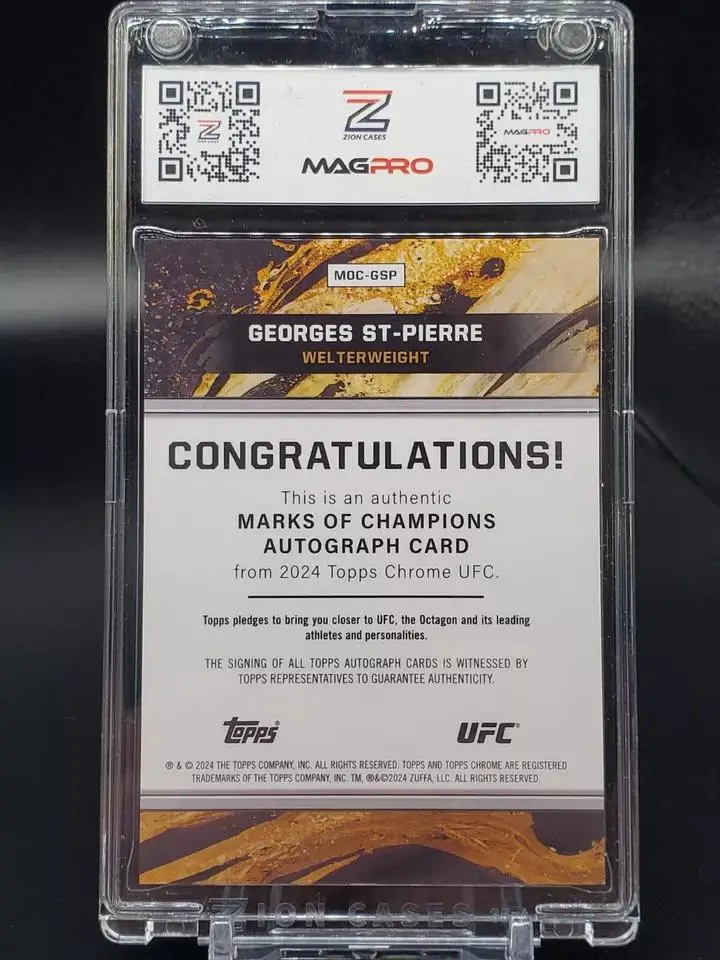 ZION CASES
ZION CASES
MAGPRO
MAGPRO
MOC-GSP
GEORGES ST-PIERRE
WELTERWEIGHT
CONGRATULATIONS!
This is an authentic
MARKS OF CHAMPIONS
AUTOGRAPH CARD
from 2024 Topps Chrome UFC.
Topps pledges to bring you closer to UFC, the Octagon and its leading
athletes and personalities.
THE SIGNING OF ALL TOPPS AUTOGRAPH CARDS IS WITNESSED BY
TOPPS REPRESENTATIVES TO GUARANTEE AUTHENTICITY.
topps® UFC®
® & © 2024 THE TOPPS COMPANY, INC. ALL RIGHTS RESERVED. TOPPS AND TOPPS CHROME ARE REGISTERED
TRADEMARKS OF THE TOPPS COMPANY, INC. TM, ®&©2024 ZUFFA, LLC. ALL RIGHTS RESERVED.
ZION CASES